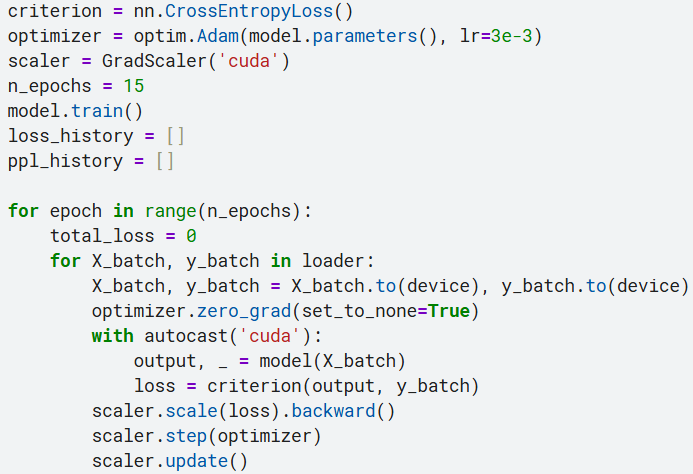 criterion = nn.CrossEntropyLoss()
optimizer = optim.Adam(model.parameters(), lr=3e-3)
scaler = GradScaler('cuda')
n_epochs = 15
model.train()
loss_history = []
ppl_history = []

for epoch in range(n_epochs):
    total_loss = 0
    for X_batch, y_batch in loader:
        X_batch, y_batch = X_batch.to(device), y_batch.to(device)
        optimizer.zero_grad(set_to_none=True)
        with autocast('cuda'):
            output, _ = model(X_batch)
            loss = criterion(output, y_batch)
        scaler.scale(loss).backward()
        scaler.step(optimizer)
        scaler.update()